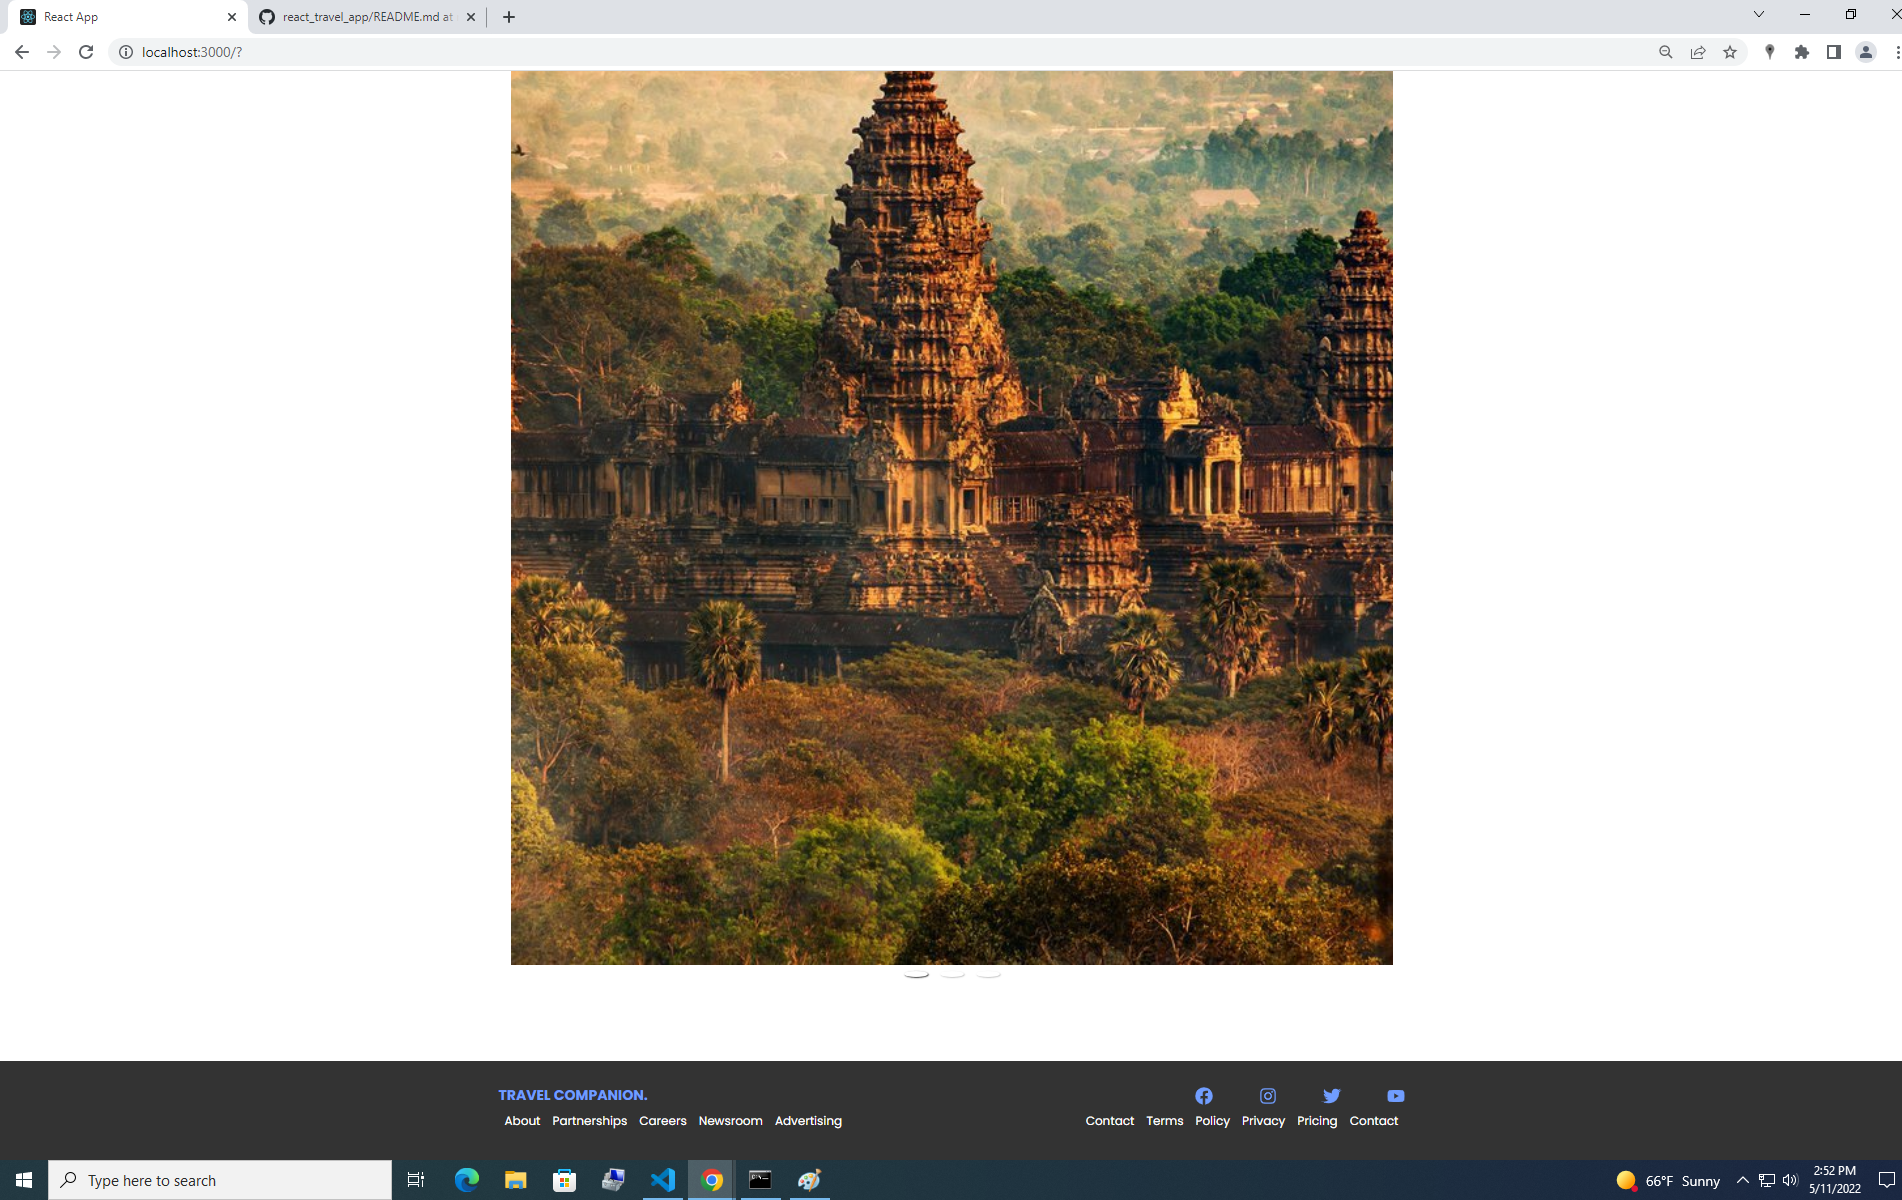 React App
react_travel_app/README.md at
localhost:3000/?
TRAVEL COMPANION.
About Partnerships Careers Newsroom Advertising
Contact Terms Policy Privacy Pricing Contact
Type here to search
66°F Sunny
2:52 PM
5/11/2022